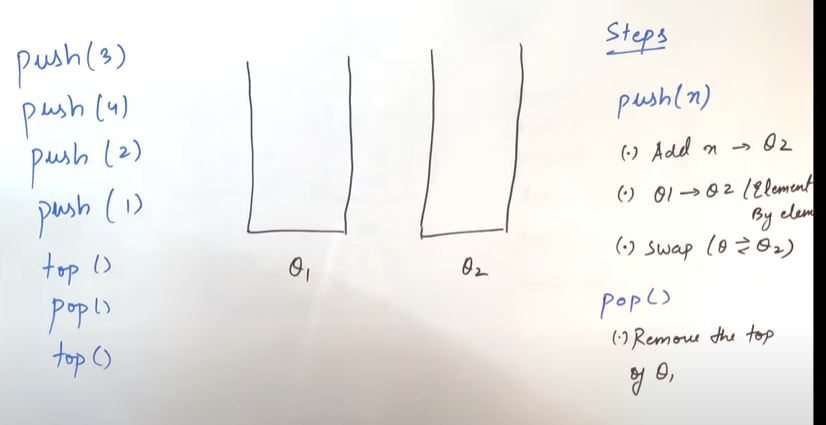 push(3)
push(4)
push(2)
push(1)
top()
pop()
top()
Q1
Q2
Steps
push(x)
(·) Add x → Q2
(·) Q1 → Q2 (Element
By elem
(·) Swap (Q ⇄ Q2)
pop()
(·) Remove the top
of Q1